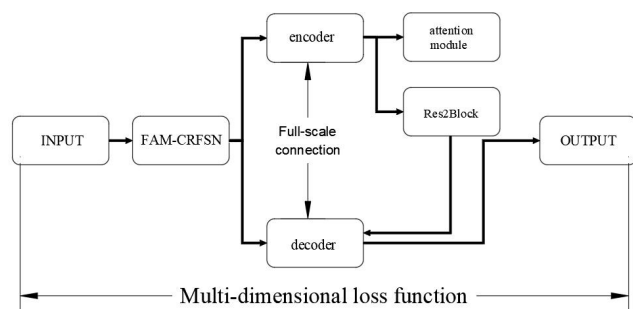 encoder
attention
module
INPUT
FAM-CRFSN
Full-scale
connection
Res2Block
OUTPUT
decoder
Multi-dimensional loss function